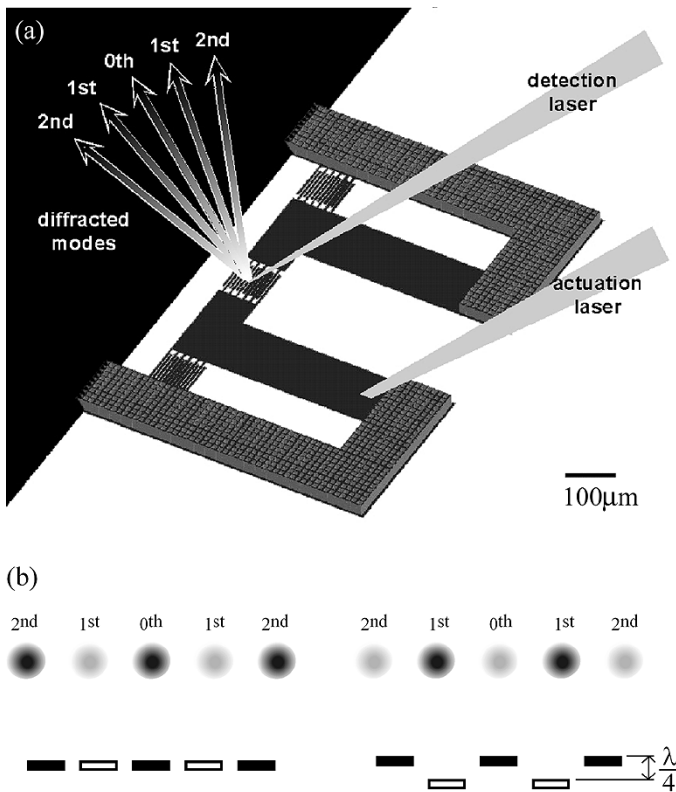 (a)
2nd
1st
0th
1st
2nd
diffracted
modes
detection
laser
actuation
laser
100μm
(b)
2nd 1st 0th 1st 2nd
2nd 1st 0th 1st 2nd
λ
4